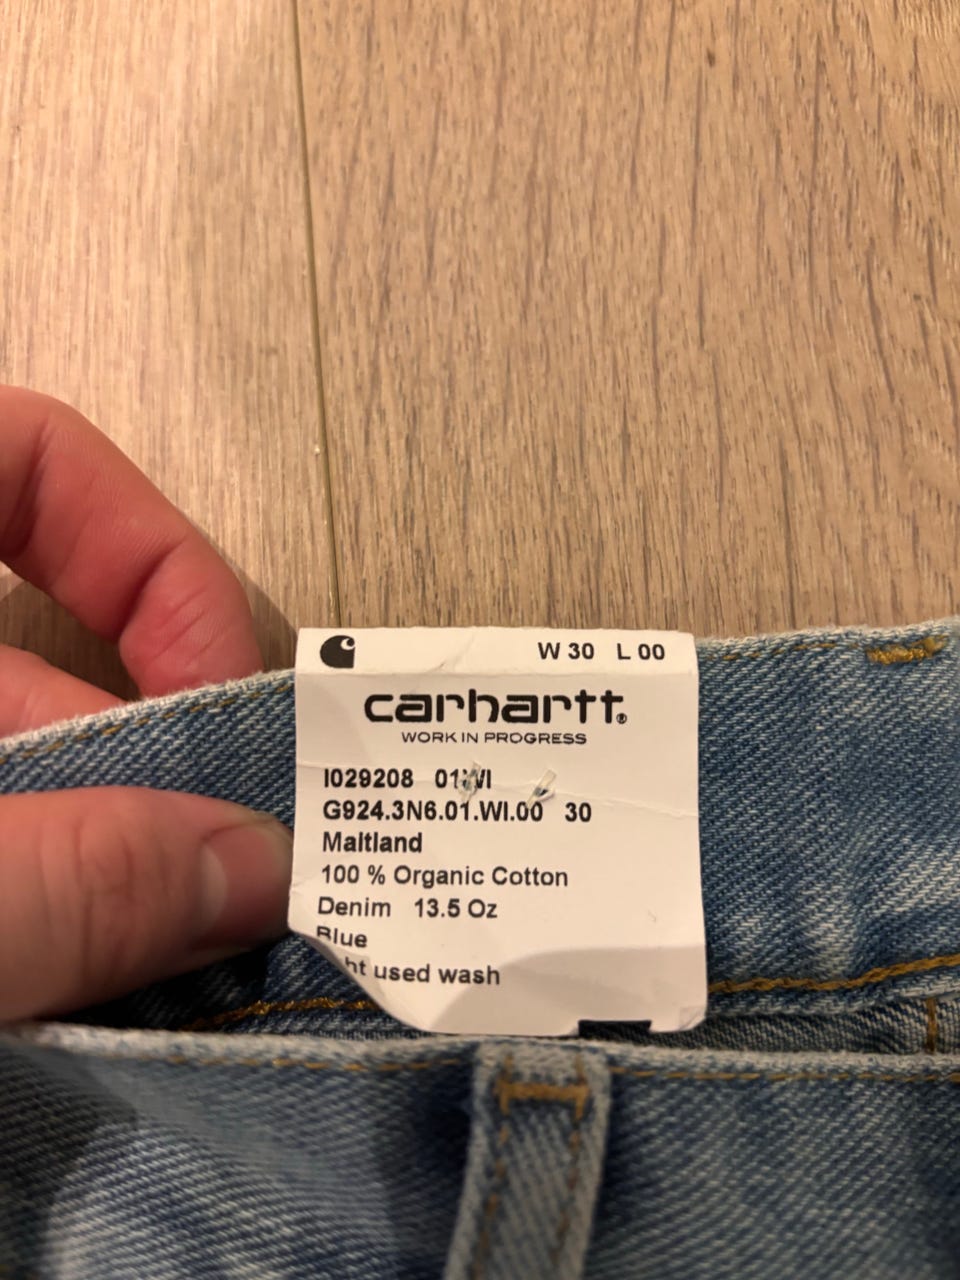 W 30 L 00
carhartt®
WORK IN PROGRESS
I029208 01.WI
G924.3N6.01.WI.00 30
Maitland
100 % Organic Cotton
Denim 13.5 Oz
Blue
used wash